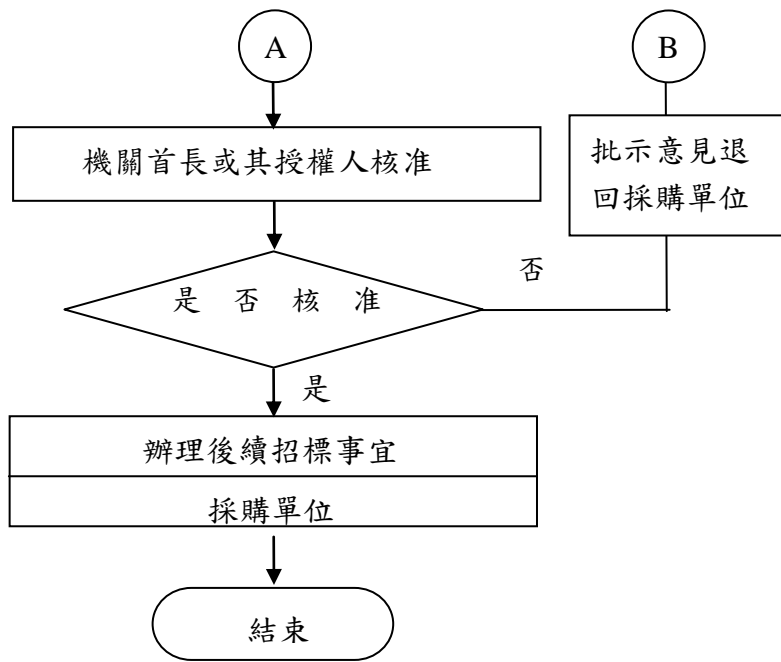 A
B
機關首長或其授權人核准
批示意見退
回採購單位
是否核准
否
是
辦理後續招標事宜
採購單位
結束